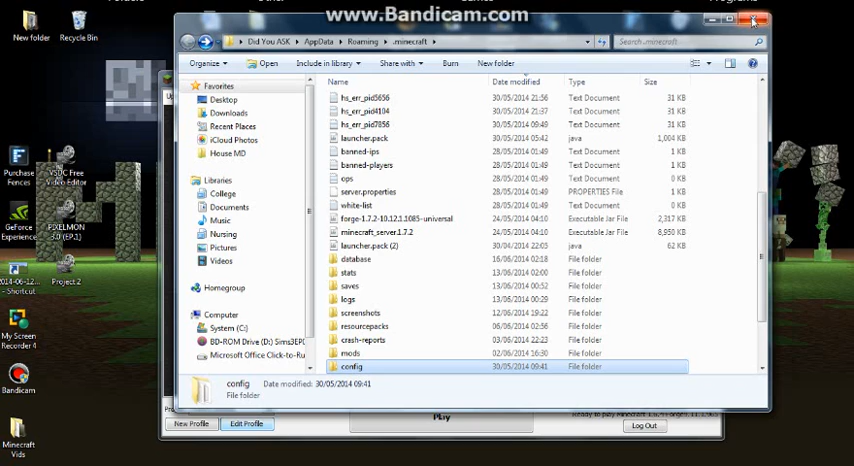 www.Bandicam.com
New folder
Recycle Bin
Did You ASK
AppData
Roaming
.minecraft
Search .minecraft
Organize
Open
Include in library
Share with
Burn
New folder
Favorites
Desktop
Downloads
Recent Places
iCloud Photos
House MD
Libraries
College
Documents
Music
Nursing
Pictures
Videos
Homegroup
Computer
System (C:)
BD-ROM Drive (D:) Sims3EP0
Microsoft Office Click-to-Ru
Name Date modified Type Size
hs_err_pid5656 30/05/2014 21:56 Text Document 31 KB
hs_err_pid4104 30/05/2014 21:37 Text Document 31 KB
hs_err_pid7856 30/05/2014 09:49 Text Document 31 KB
launcher.pack 30/05/2014 05:42 java 1,004 KB
banned-ips 28/05/2014 01:49 Text Document 1 KB
banned-players 28/05/2014 01:49 Text Document 1 KB
ops 28/05/2014 01:49 Text Document 0 KB
server.properties 28/05/2014 01:49 PROPERTIES File 1 KB
white-list 28/05/2014 01:49 Text Document 0 KB
forge-1.7.2-10.12.1.1085-universal 24/05/2014 04:10 Executable Jar File 2,317 KB
minecraft_server.1.7.2 24/05/2014 04:10 Executable Jar File 8,950 KB
launcher.pack (2) 30/04/2014 22:05 java 62 KB
database 16/06/2014 02:18 File folder
stats 13/06/2014 02:00 File folder
saves 13/06/2014 00:52 File folder
logs 13/06/2014 00:29 File folder
screenshots 12/06/2014 19:22 File folder
resourcepacks 06/06/2014 02:56 File folder
crash-reports 03/06/2014 22:23 File folder
mods 02/06/2014 16:30 File folder
config 30/05/2014 09:41 File folder
config Date modified: 30/05/2014 09:41
File folder
New Profile
Edit Profile
Play
Log Out
Purchase
Fences
VSDC Free
Video Editor
GeForce
Experience
PIXELMON
3.0 (EP.1)
2014-06-12...
- Shortcut
Project 2
My Screen
Recorder 4
Bandicam
Minecraft
Vids